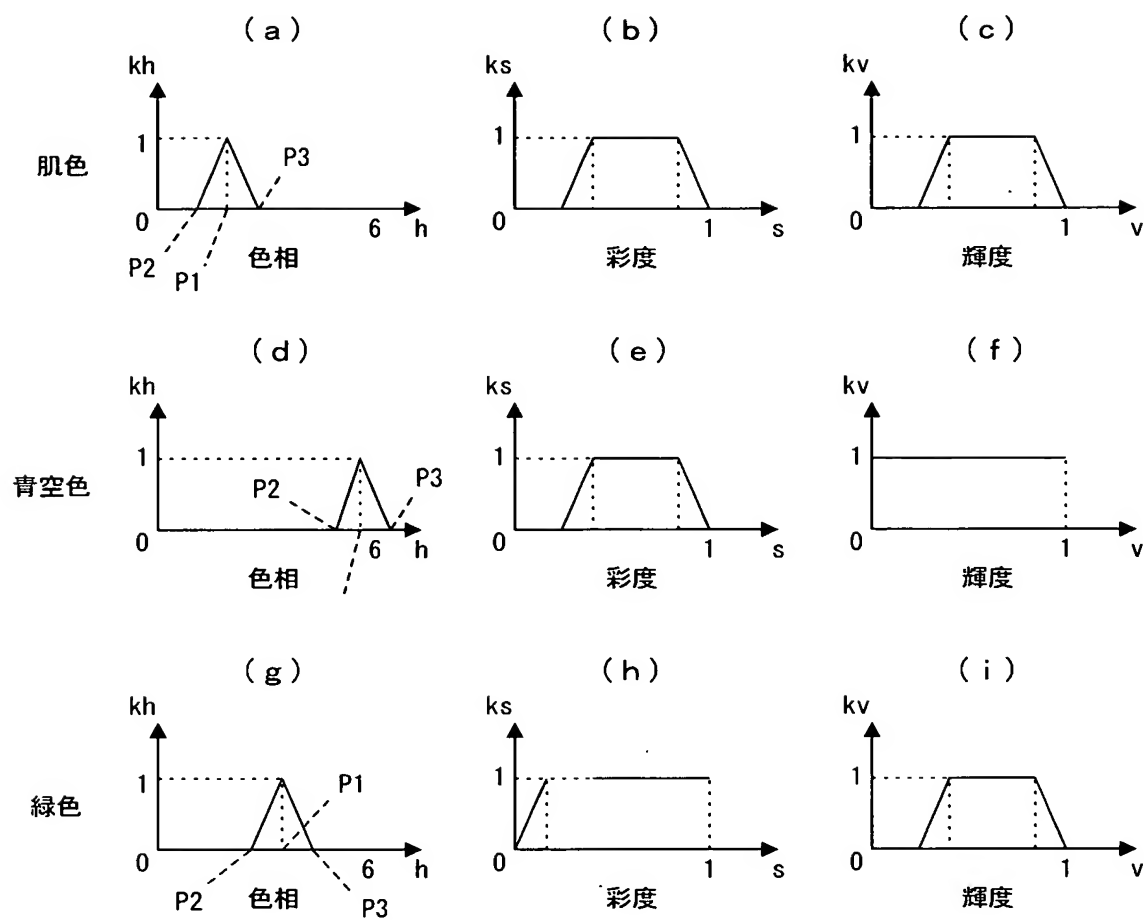 (a) (b) (c)
kh ks kv
1 1 1
肌色 P3
0 6 h 0 1 s 0 1 v
P2 P1 色相 彩度 輝度
(d) (e) (f)
kh ks kv
1 1 1
青空色 P2 P3
0 6 h 0 1 s 0 1 v
色相 彩度 輝度
(g) (h) (i)
kh ks kv
1 1 1
緑色 P1
0 6 h 0 1 s 0 1 v
P2 色相 P3 彩度 輝度